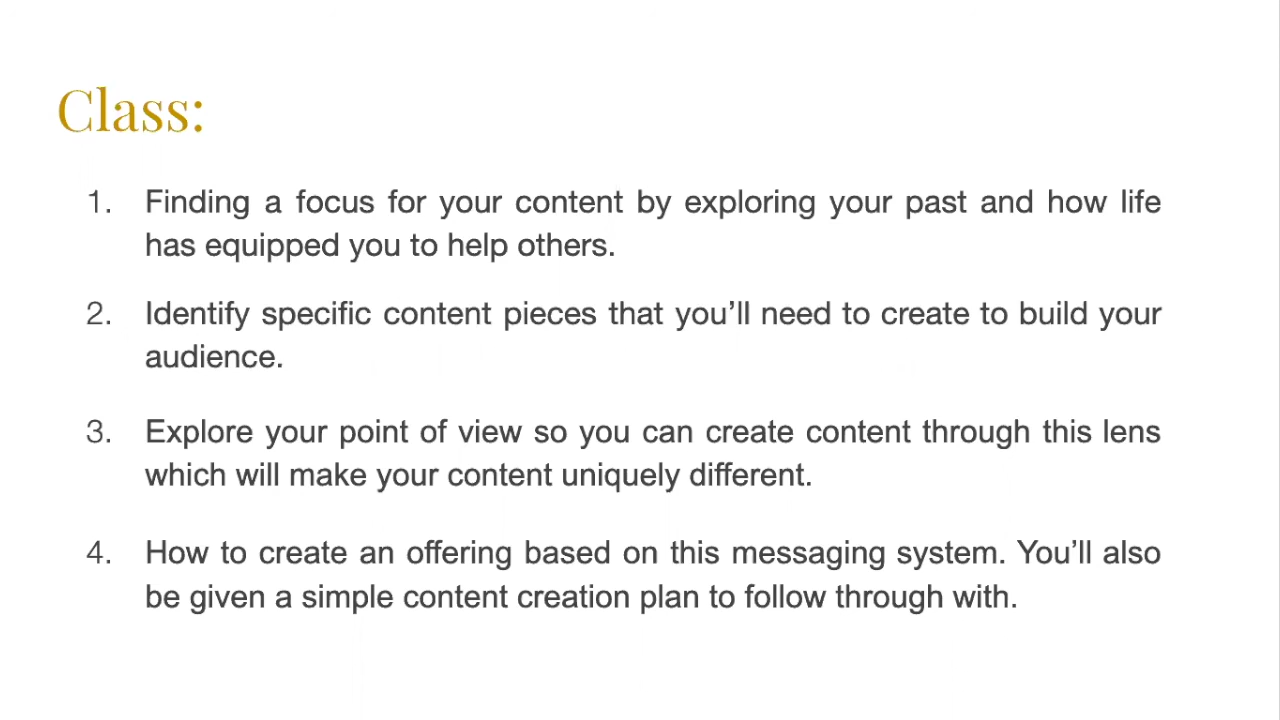 Class:
1. Finding a focus for your content by exploring your past and how life
has equipped you to help others.
2. Identify specific content pieces that you’ll need to create to build your
audience.
3. Explore your point of view so you can create content through this lens
which will make your content uniquely different.
4. How to create an offering based on this messaging system. You’ll also
be given a simple content creation plan to follow through with.